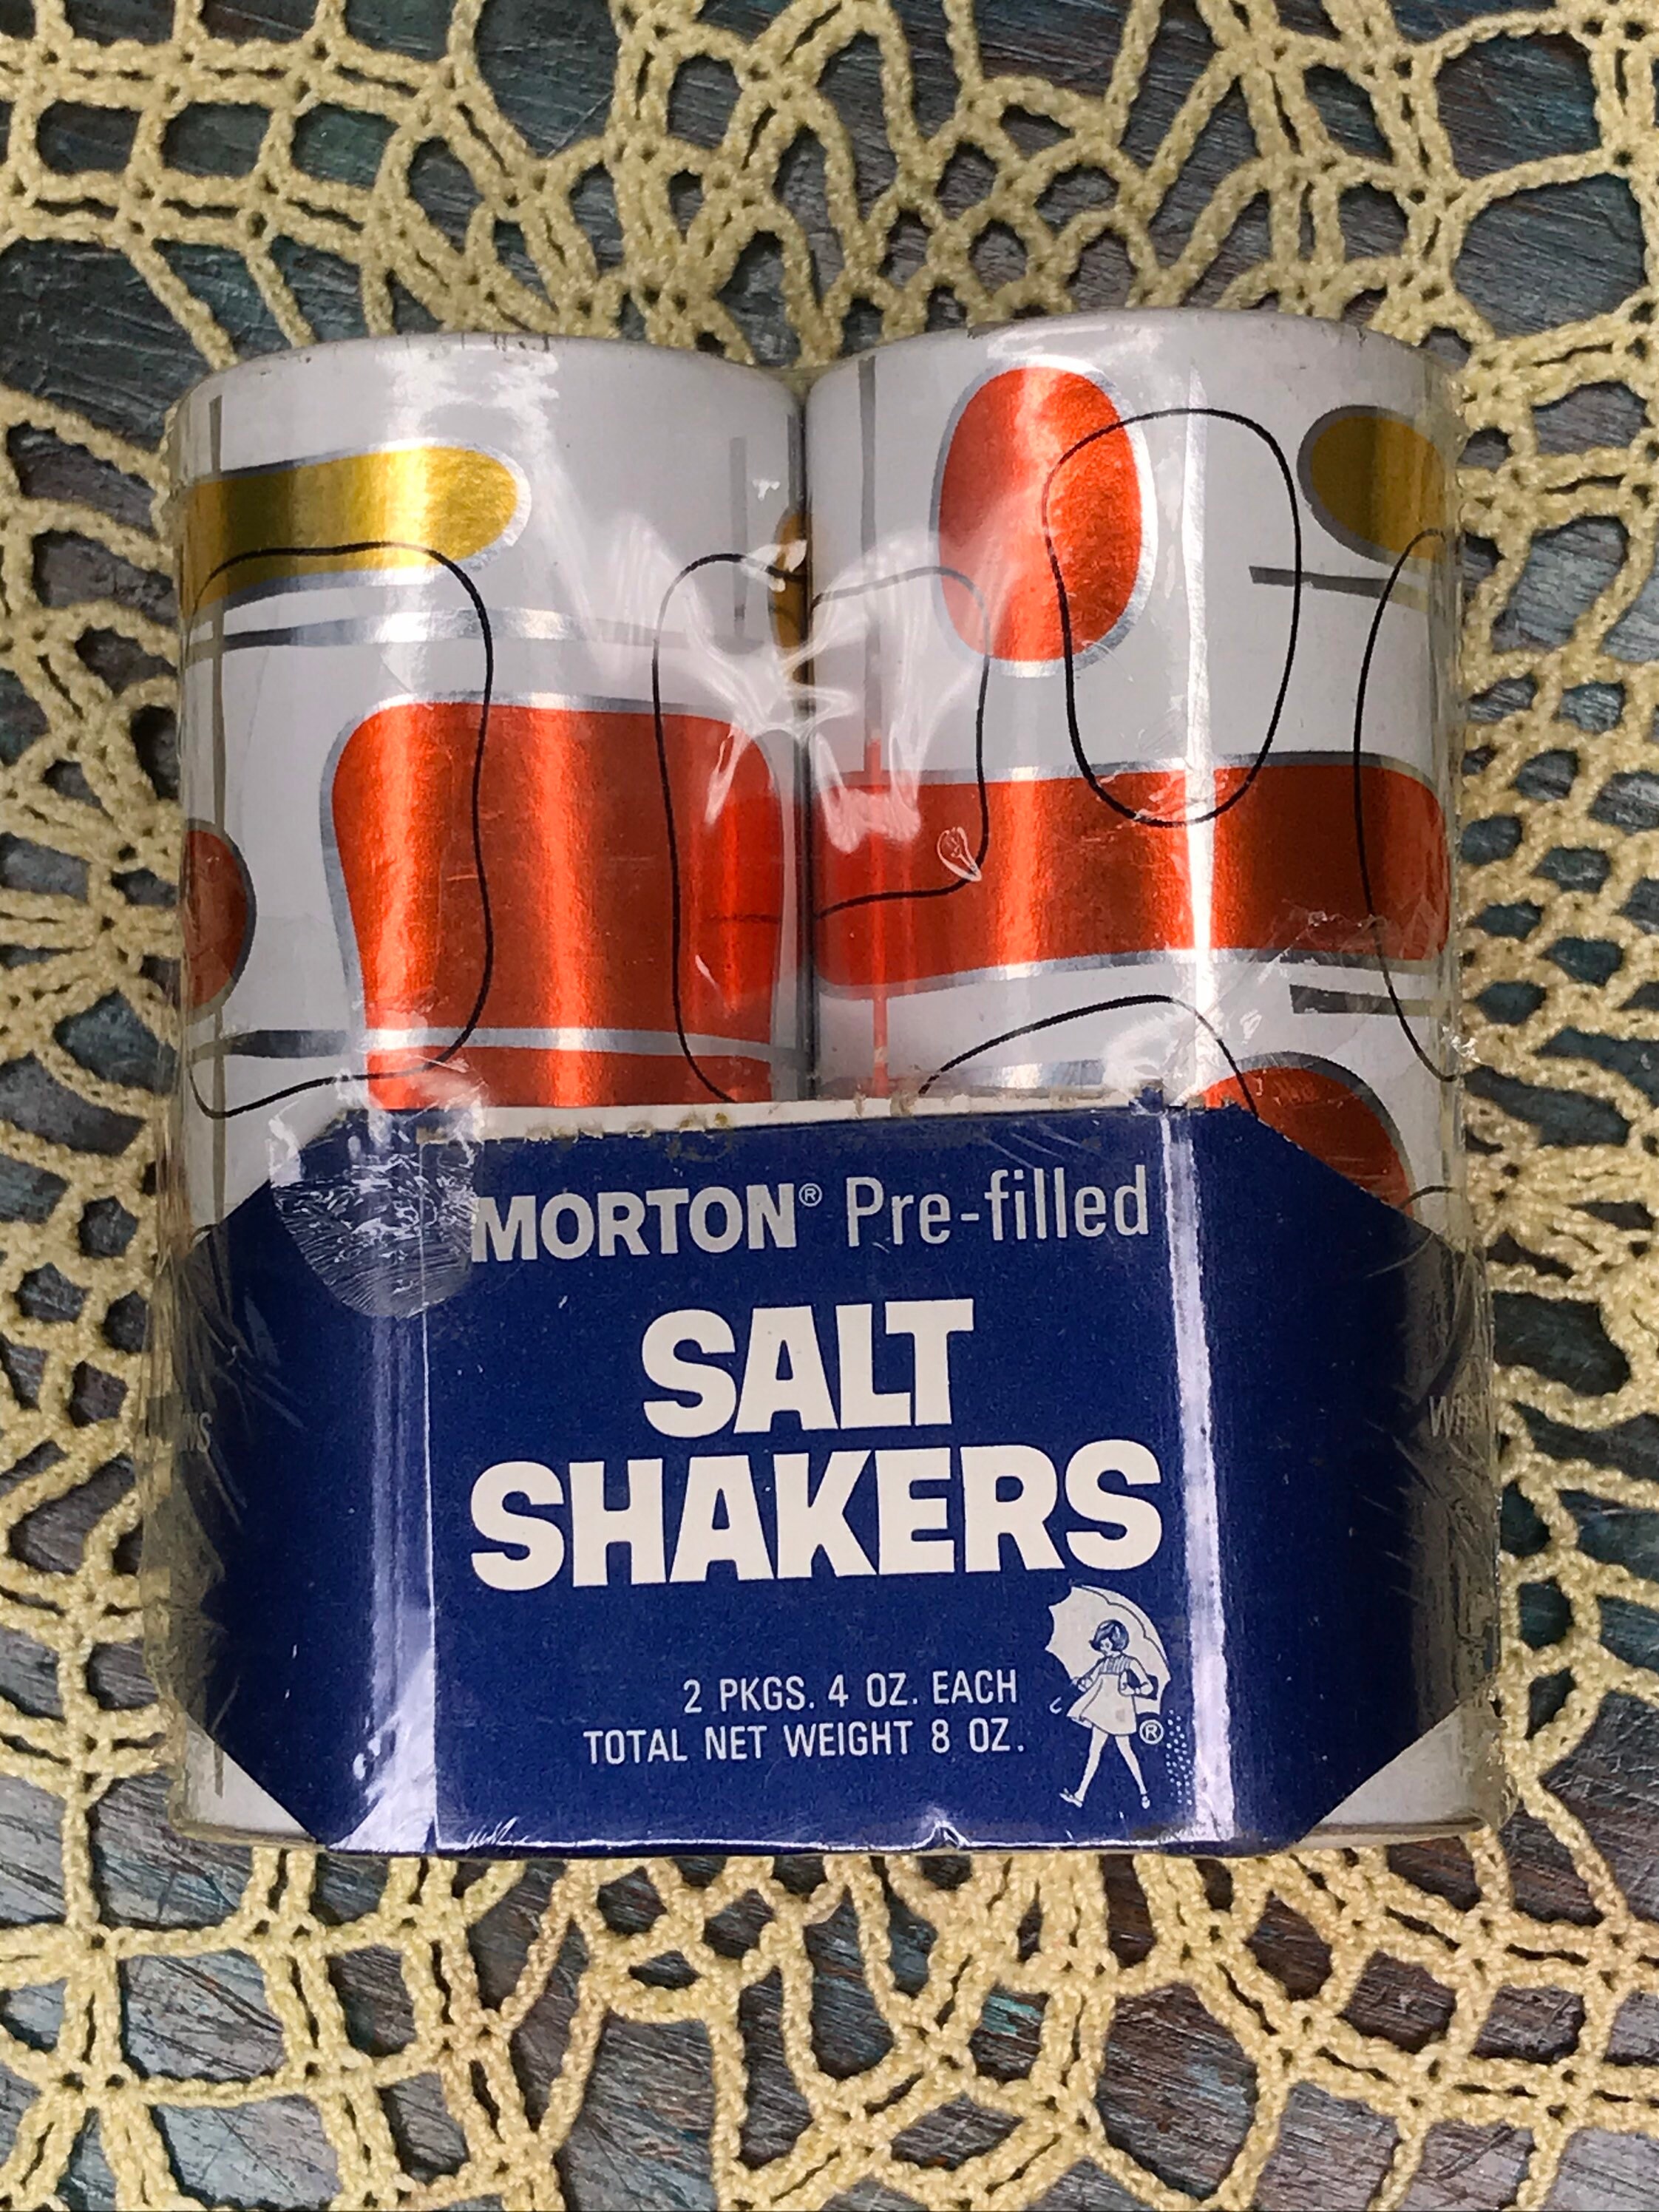 MORTON® Pre-filled
SALT
SHAKERS
2 PKGS. 4 OZ. EACH
TOTAL NET WEIGHT 8 OZ.
®